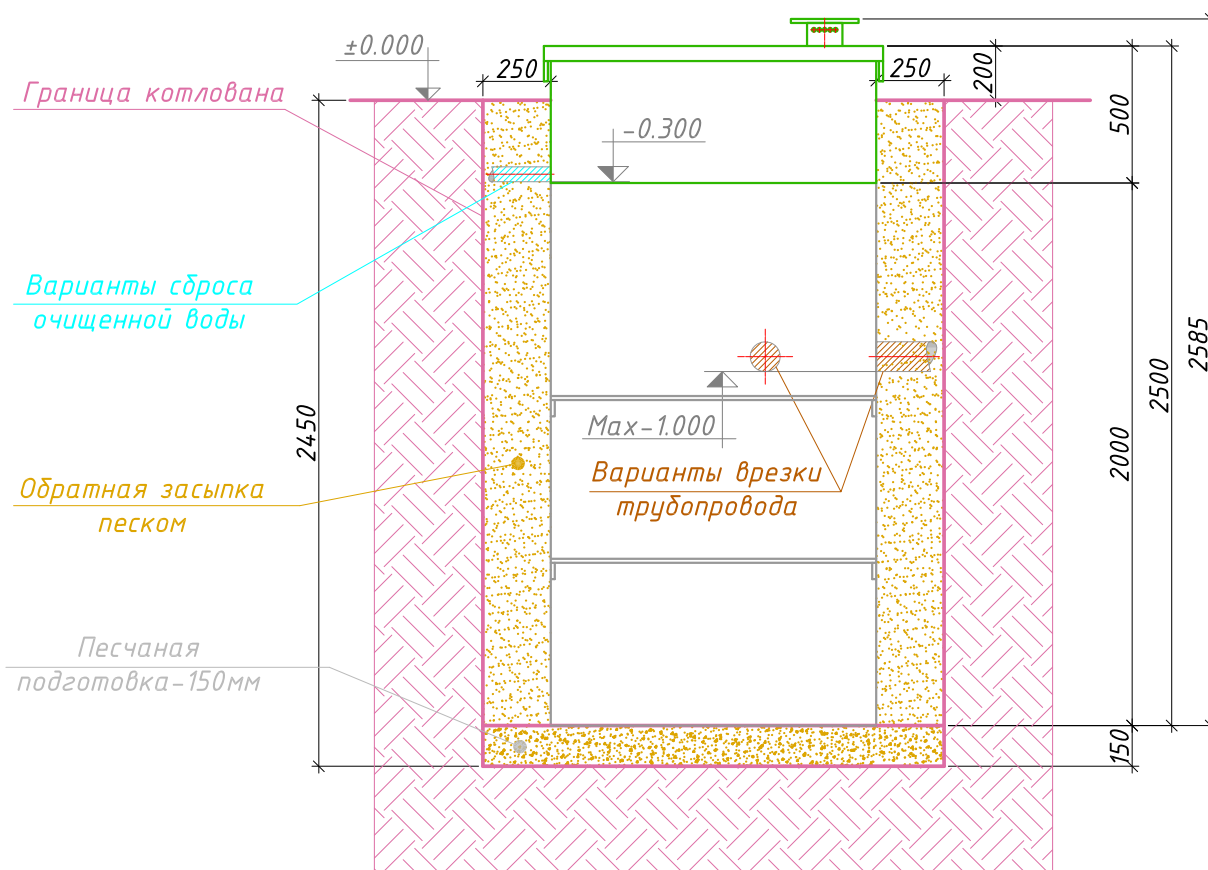 ±0.000
250
250
200
Граница котлована
500
-0.300
Варианты сброса
очищенной воды
2585
2500
2450
Max-1.000
2000
Варианты врезки
трубопровода
Обратная засыпка
песком
Песчаная
подготовка-150мм
150